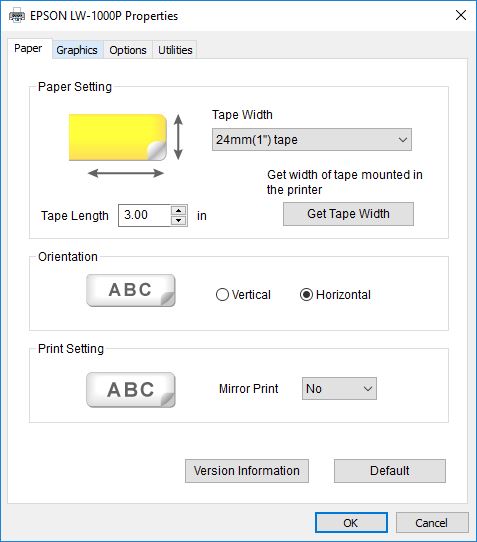 EPSON LW-1000P Properties
Paper Graphics Options Utilities
Paper Setting
Tape Width
24mm(1") tape
Get width of tape mounted in
the printer
Tape Length 3.00 in Get Tape Width
Orientation
ABC Vertical Horizontal
Print Setting
ABC Mirror Print No
Version Information Default
OK Cancel